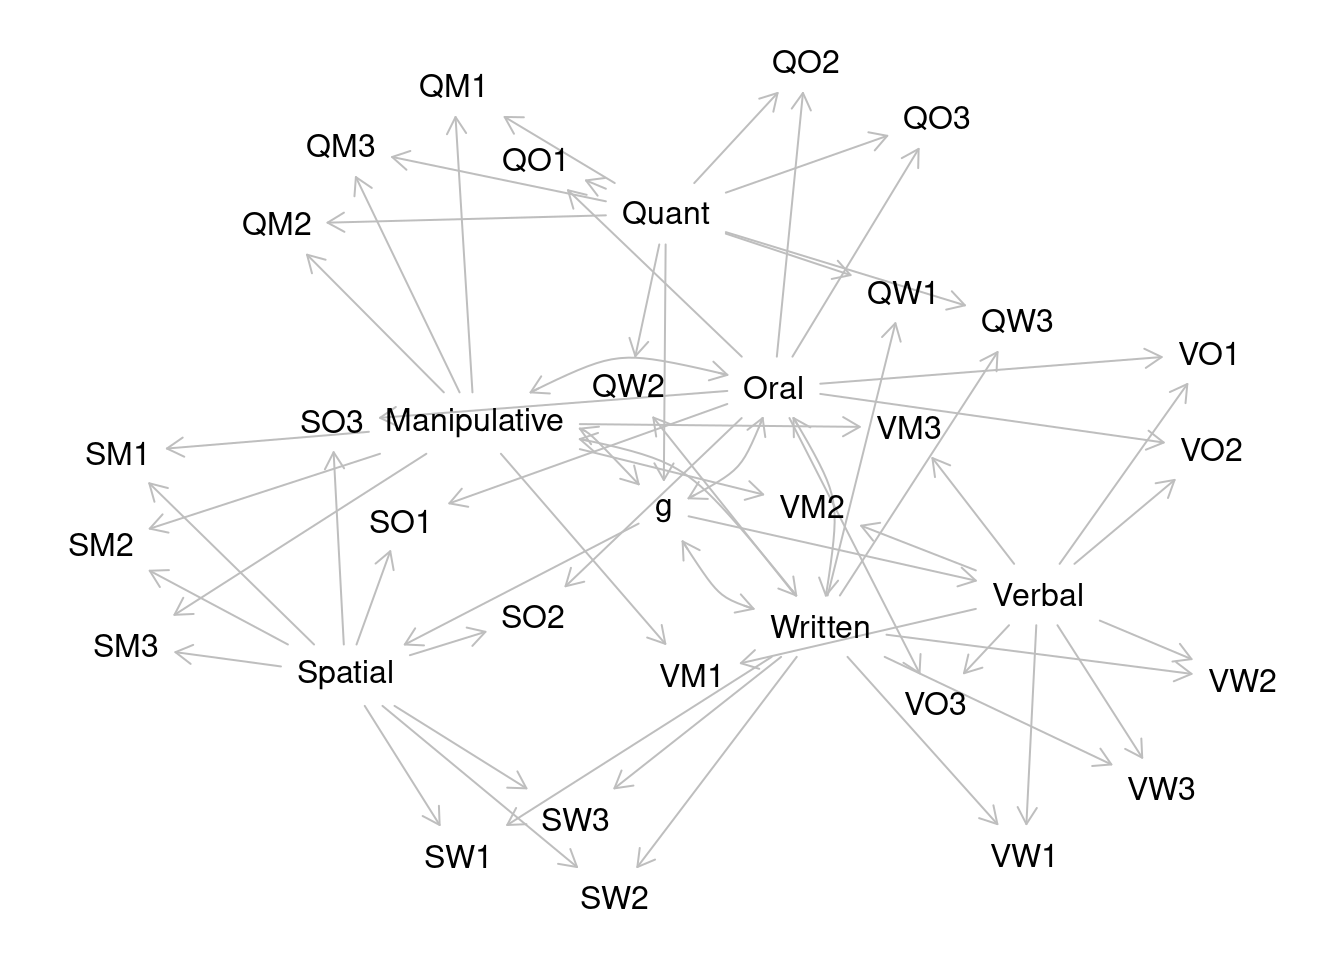 QO2
QM1
QO3
QM3
QO1
Quant
QM2
QW1
QW3
VO1
QW2
Oral
SO3
Manipulative
VM3
SM1
VO2
g
VM2
SO1
SM2
Verbal
SO2
Written
SM3
Spatial
VM1
VW2
VO3
VW3
SW3
SW1
VW1
SW2